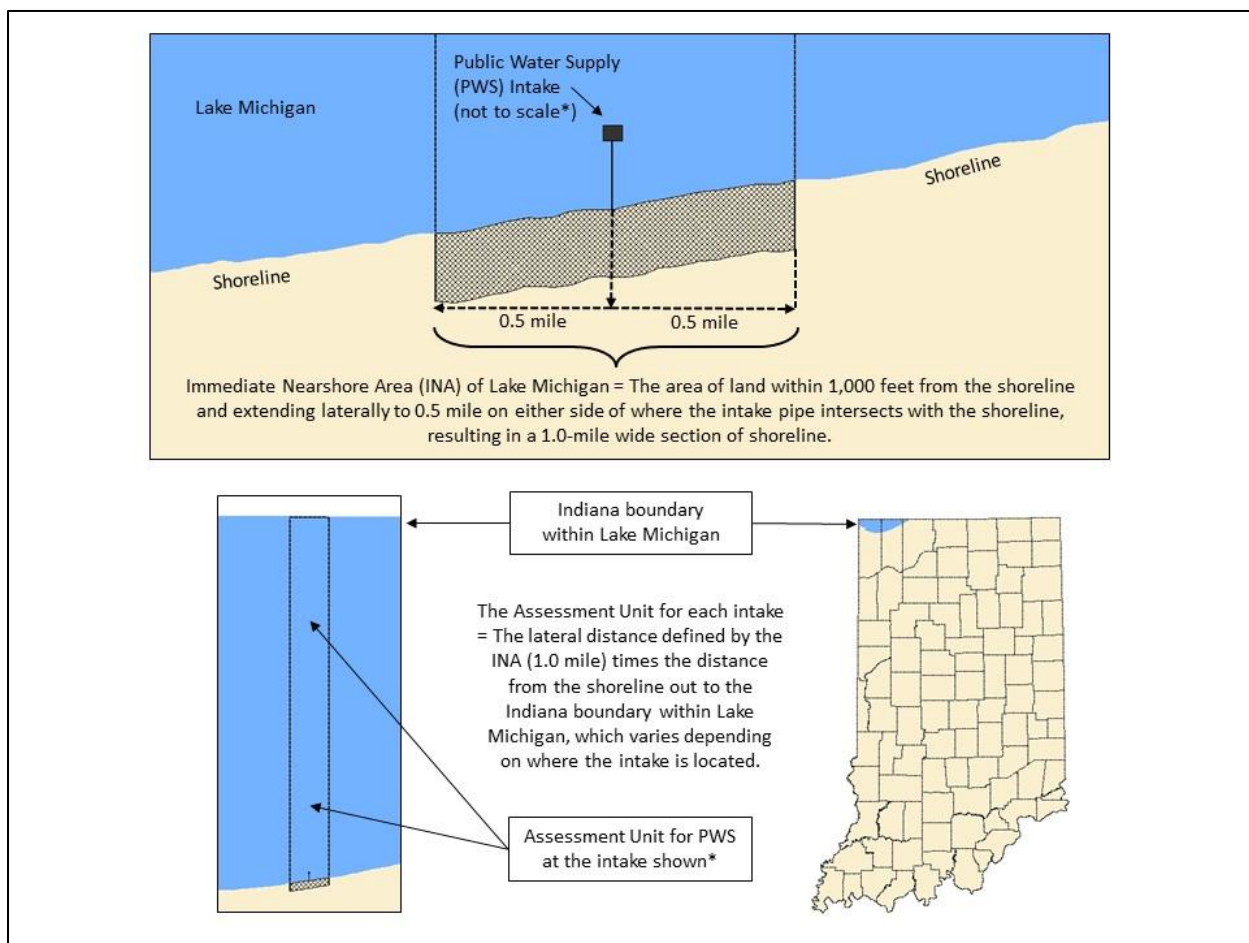 Public Water Supply
(PWS) Intake
(not to scale*)
Lake Michigan
Shoreline
Shoreline
0.5 mile
0.5 mile
Immediate Nearshore Area (INA) of Lake Michigan = The area of land within 1,000 feet from the shoreline
and extending laterally to 0.5 mile on either side of where the intake pipe intersects with the shoreline,
resulting in a 1.0-mile wide section of shoreline.
Indiana boundary
within Lake Michigan
The Assessment Unit for each intake
= The lateral distance defined by the
INA (1.0 mile) times the distance
from the shoreline out to the
Indiana boundary within Lake
Michigan, which varies depending
on where the intake is located.
Assessment Unit for PWS
at the intake shown*